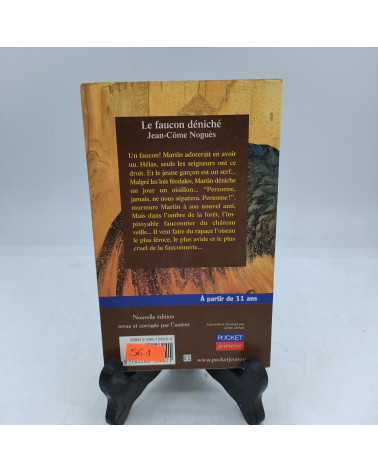 Le faucon déniché
Jean-Côme Noguès
Un faucon! Martin adorerait en avoir
un. Hélas, seuls les seigneurs ont ce
droit. Et le jeune garçon est un serf...
Malgré les lois féodales, Martin déniche
un jour un oisillon... "Personne,
jamais, ne nous séparera. Personne!",
murmure Martin à son nouvel ami.
Mais dans l'ombre de la forêt, l'im-
pitoyable fauconnier du château
veille... Il veut faire du rapace l'oiseau
le plus féroce, le plus avide et le plus
cruel de la fauconnerie...
À partir de 11 ans
Nouvelle édition
revue et corrigée par l'auteur
POCKET
jeunesse
561
www.pocketjeunes